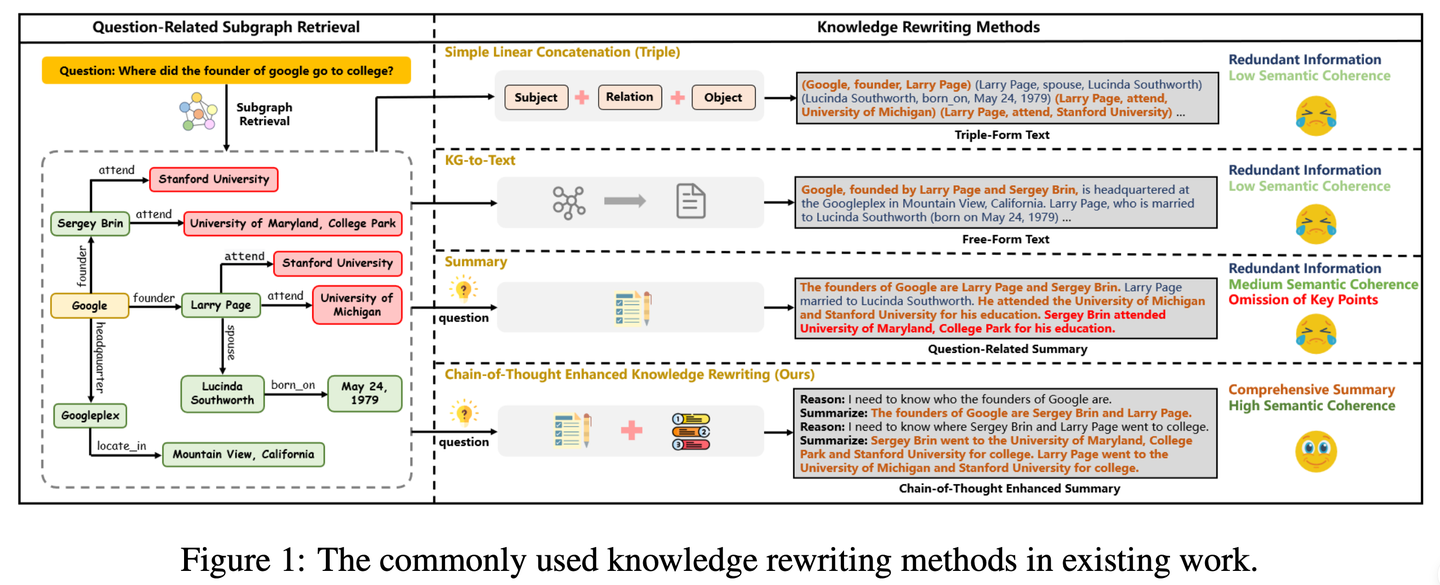 Question-Related Subgraph Retrieval
Question: Where did the founder of google go to college?
Subgraph
Retrieval
attend
Stanford University
Sergey Brin
attend
University of Maryland, College Park
founder
attend
Stanford University
Google
founder
Larry Page
attend
University of
Michigan
headquarter
spouse
Lucinda
Southworth
born_on
May 24,
1979
Googleplex
locate_in
Mountain View, California
Knowledge Rewriting Methods
Simple Linear Concatenation (Triple)
Subject
Relation
Object
(Google, founder, Larry Page) (Larry Page, spouse, Lucinda Southworth)
(Lucinda Southworth, born_on, May 24, 1979) (Larry Page, attend,
University of Michigan) (Larry Page, attend, Stanford University) ...
Triple-Form Text
Redundant Information
Low Semantic Coherence
KG-to-Text
Google, founded by Larry Page and Sergey Brin, is headquartered at
the Googleplex in Mountain View, California. Larry Page, who is married
to Lucinda Southworth (born on May 24, 1979) ...
Free-Form Text
Redundant Information
Low Semantic Coherence
Summary
question
The founders of Google are Larry Page and Sergey Brin. Larry Page
married to Lucinda Southworth. He attended the University of Michigan
and Stanford University for his education. Sergey Brin attended
University of Maryland, College Park for his education.
Question-Related Summary
Redundant Information
Medium Semantic Coherence
Omission of Key Points
Chain-of-Thought Enhanced Knowledge Rewriting (Ours)
question
1
2
3
Reason: I need to know who the founders of Google are.
Summarize: The founders of Google are Sergey Brin and Larry Page.
Reason: I need to know where Sergey Brin and Larry Page went to college.
Summarize: Sergey Brin went to the University of Maryland, College
Park and Stanford University for college. Larry Page went to the
University of Michigan and Stanford University for college.
Chain-of-Thought Enhanced Summary
Comprehensive Summary
High Semantic Coherence
Figure 1: The commonly used knowledge rewriting methods in existing work.